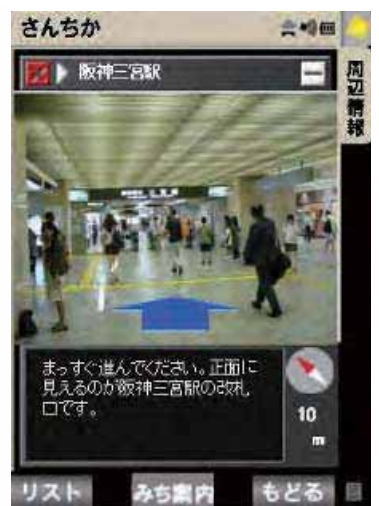 さんちか
阪神三宮駅
周辺情報
まっすぐ進んでください。正面に
見えるのが阪神三宮駅の改札
口です。
10
m
リスト
みち案内
もどる